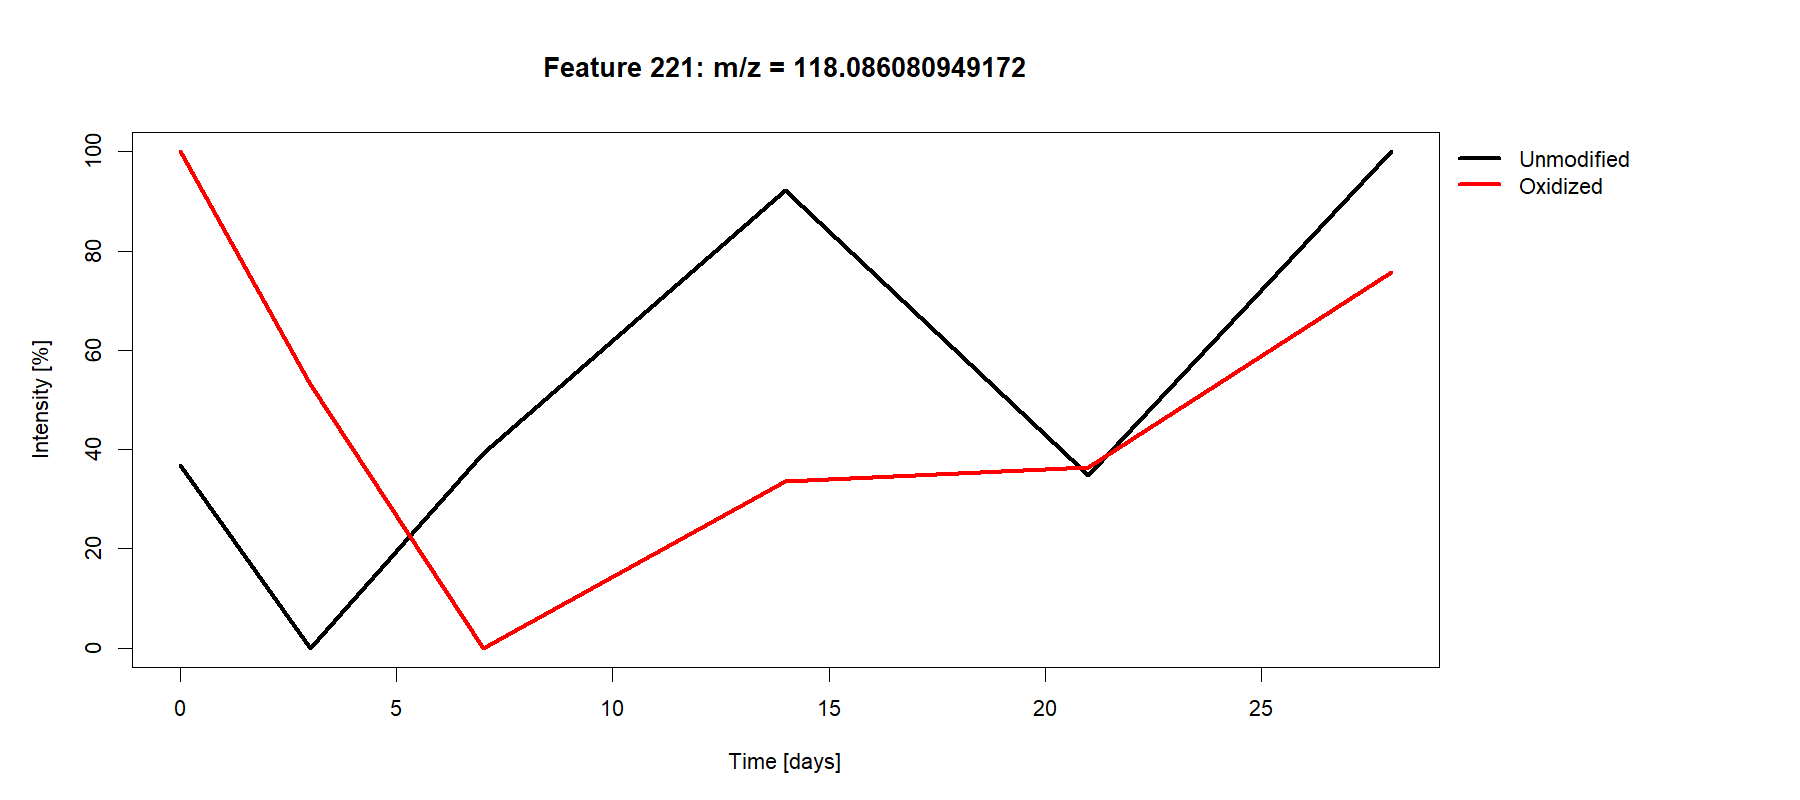 Feature 221: m/z = 118.086080949172
Unmodified
Oxidized
Intensity [%]
100
80
60
40
20
0
0 5 10 15 20 25
Time [days]